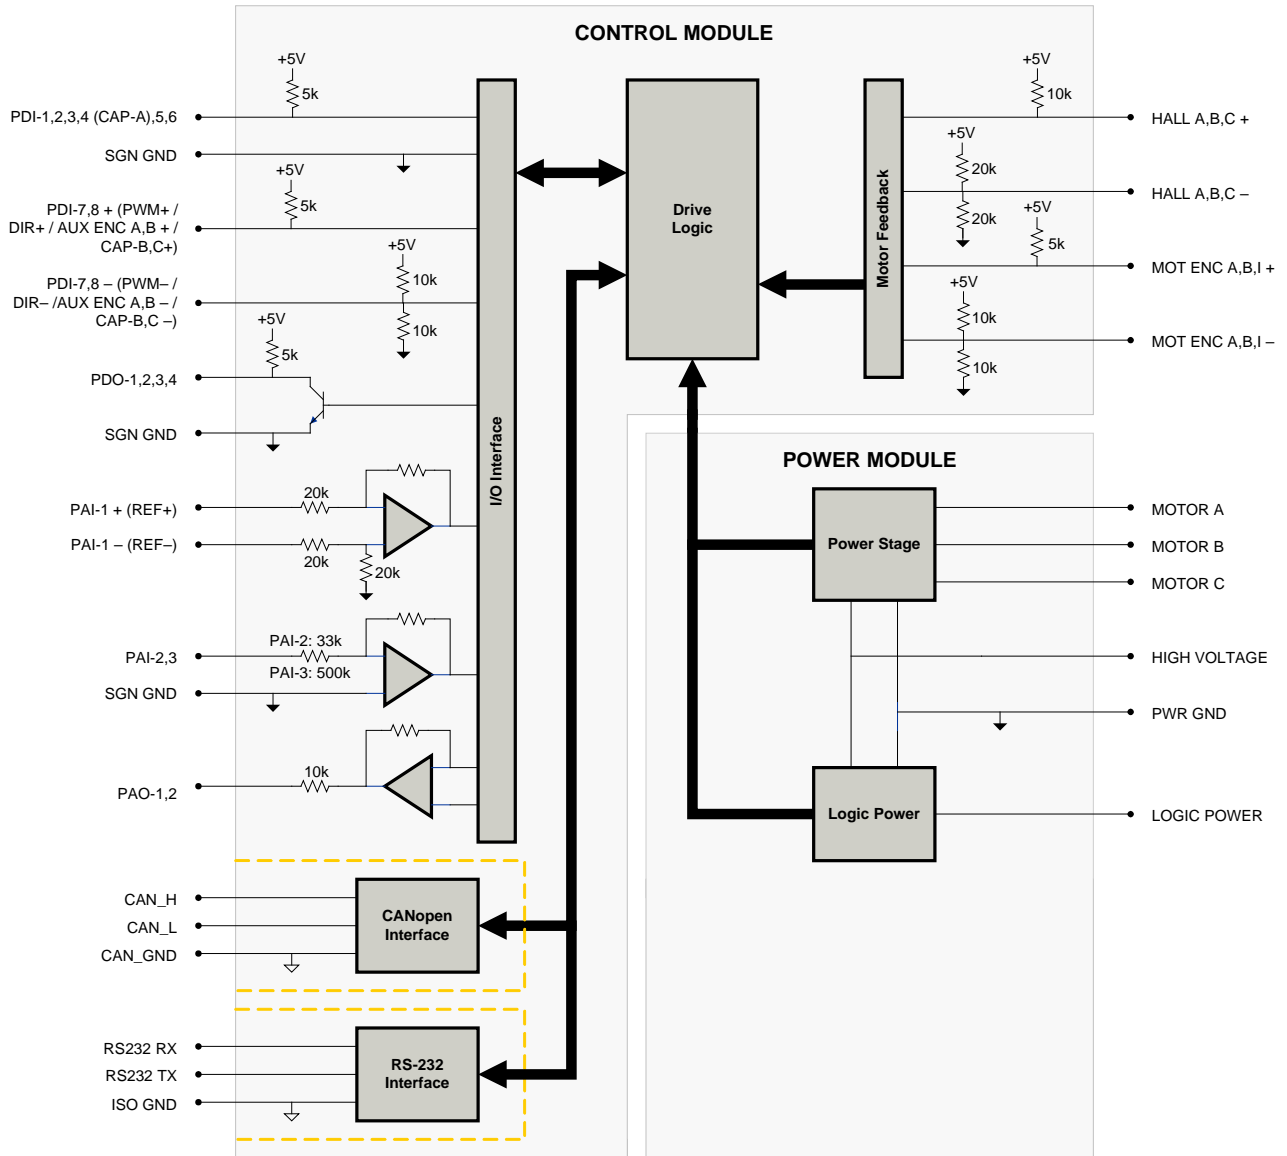 CONTROL MODULE
+5V
5k
PDI-1,2,3,4 (CAP-A),5,6
SGN GND
+5V
5k
PDI-7,8 + (PWM+ /
DIR+ / AUX ENC A,B + /
CAP-B,C+)
+5V
10k
10k
PDI-7,8 – (PWM– /
DIR– /AUX ENC A,B – /
CAP-B,C –)
+5V
5k
PDO-1,2,3,4
SGN GND
20k
PAI-1 + (REF+)
PAI-1 – (REF–)
20k
20k
PAI-2: 33k
PAI-2,3
PAI-3: 500k
SGN GND
10k
PAO-1,2
I/O Interface
Drive
Logic
Motor Feedback
+5V
10k
HALL A,B,C +
+5V
20k
20k
HALL A,B,C –
+5V
5k
MOT ENC A,B,I +
+5V
10k
10k
MOT ENC A,B,I –
POWER MODULE
Power Stage
MOTOR A
MOTOR B
MOTOR C
HIGH VOLTAGE
PWR GND
Logic Power
LOGIC POWER
CAN_H
CAN_L
CAN_GND
CANopen
Interface
RS232 RX
RS232 TX
ISO GND
RS-232
Interface